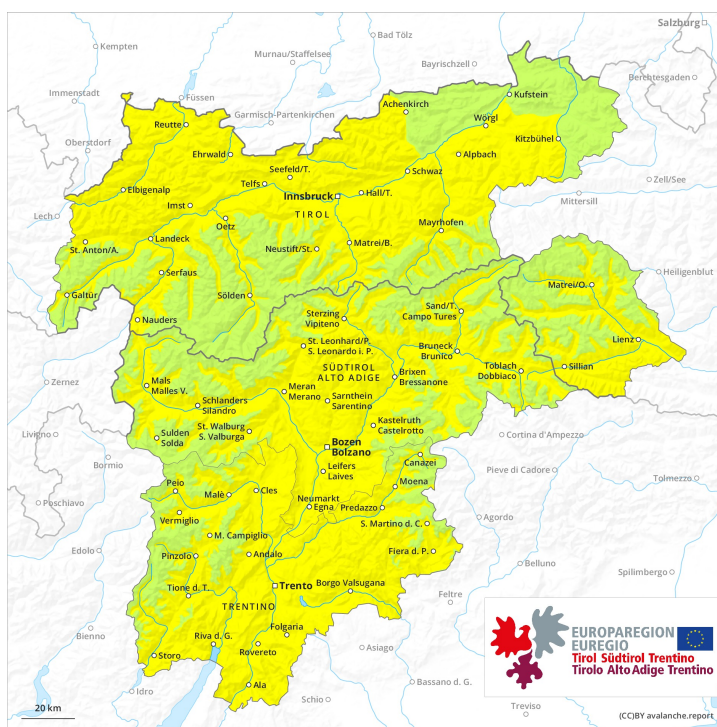 Salzburg
Kempten
Bad Tölz
Murnau/Staffelsee
Bayrischzell
Berchtesgaden
Immenstadt
Füssen
Achenkirch
Kufstein
Garmisch-Partenkirchen
Reutte
Wörgl
Oberstdorf
Kitzbühel
Ehrwald
Alpbach
Seefeld/T.
Schwaz
Zell/See
Elbigenalp
Telfs
Innsbruck
Hall/T.
Mittersill
Imst
TIROL
Lech
Oetz
Mayrhofen
St. Anton/A.
Landeck
Neustift/St.
Matrei/B.
Serfaus
Heiligenblut
Galtür
Sölden
Matrei/O.
Nauders
Sterzing
Vipiteno
Sand/T.
Campo Tures
Lienz
St. Leonhard/P.
S. Leonardo i. P.
Bruneck
Brunico
Zernez
Mals
Malles V.
SÜDTIROL
ALTO ADIGE
Brixen
Bressanone
Toblach
Dobbiaco
Sillian
Meran
Merano
Schlanders
Silandro
Sarnthein
Sarentino
St. Walburg
S. Valburga
Kastelruth
Castelrotto
Livigno
Sulden
Solda
Bozen
Bolzano
Cortina d'Ampezzo
Bormio
Canazei
Leifers
Laives
Pieve di Cadore
Peio
Malè
Cles
Moena
Tolmezzo
Neumarkt
Egna
Predazzo
Poschiavo
Vermiglio
S. Martino d. C.
Agordo
M. Campiglio
Edolo
Pinzolo
Andalo
Fiera d. P.
Belluno
Spilimbergo
Trento
Tione d. T.
Borgo Valsugana
Feltre
TRENTINO
Bienno
Folgaria
Riva d. G.
Rovereto
Asiago
Storo
Bassano d. G.
Ala
Idro
Schio
Treviso
EUROPAREGION
EUREGIO
Tirol Südtirol Trentino
Tirolo Alto Adige Trentino
20 km
(CC)BY avalanche.report